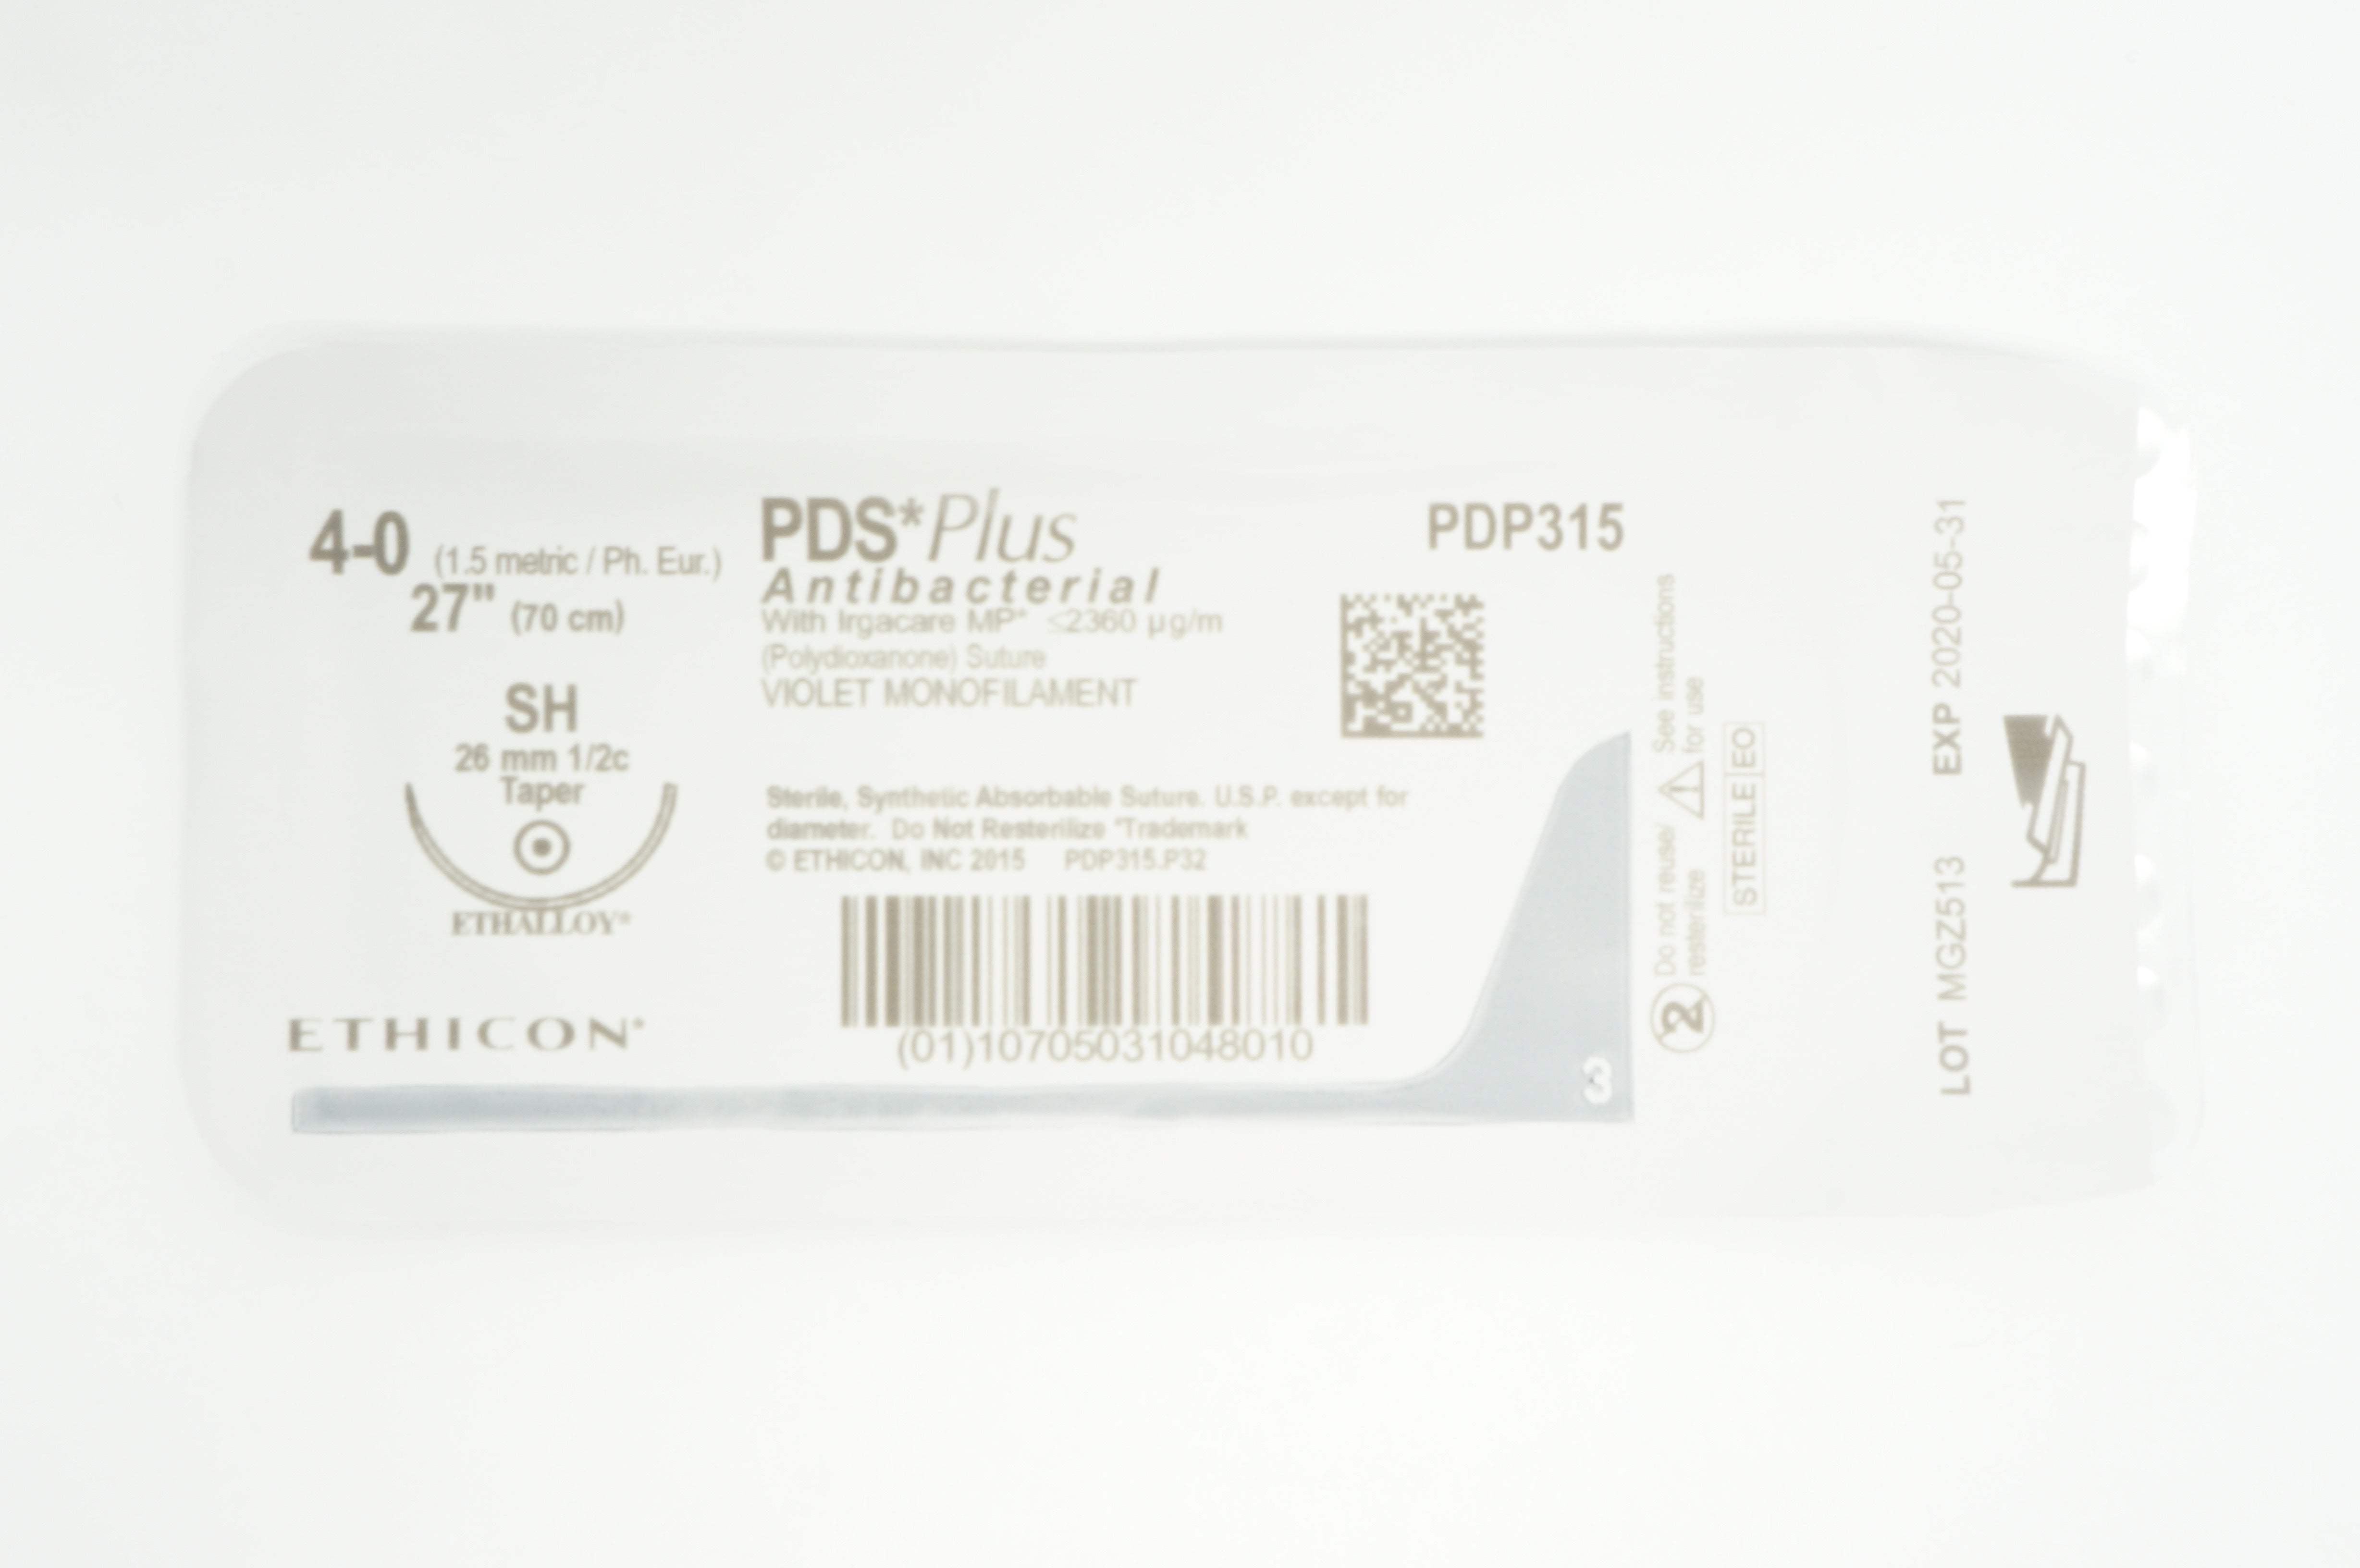 4-0 (1.5 metric / Ph. Eur.)
27" (70 cm)
SH
26 mm 1/2c
Taper
ETHALLOY*
ETHICON*
PDS*Plus
Antibacterial
With Irgacare MP* ≤2360 µg/m
(Polydioxanone) Suture
VIOLET MONOFILAMENT
Sterile, Synthetic Absorbable Suture. U.S.P. except for
diameter. Do Not Resterilize *Trademark
© ETHICON, INC 2015 PDP315.P32
(01)10705031048010
PDP315
3
2 Do not reuse/
resterilize
See instructions
for use
STERILE EO
LOT MGZ513 EXP 2020-05-31